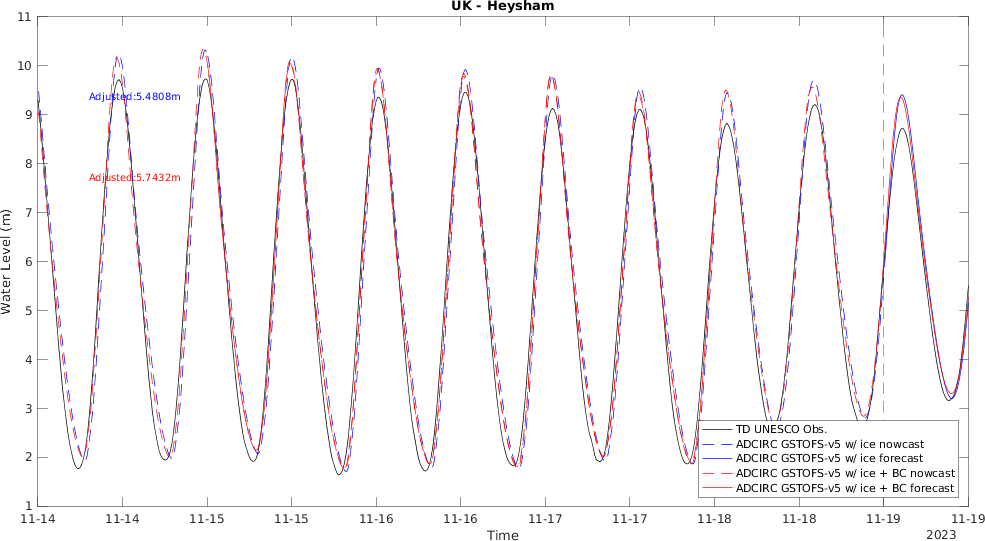 UK - Heysham
11
10
9
8
7
6
5
4
3
2
1
Water Level (m)
Adjusted:5.4808m
Adjusted:5.7432m
TD UNESCO Obs.
ADCIRC GSTOFS-v5 w/ ice nowcast
ADCIRC GSTOFS-v5 w/ ice forecast
ADCIRC GSTOFS-v5 w/ ice + BC nowcast
ADCIRC GSTOFS-v5 w/ ice + BC forecast
11-14 11-14 11-15 11-15 11-16 11-16 11-17 11-17 11-18 11-18 11-19 11-19
Time
2023